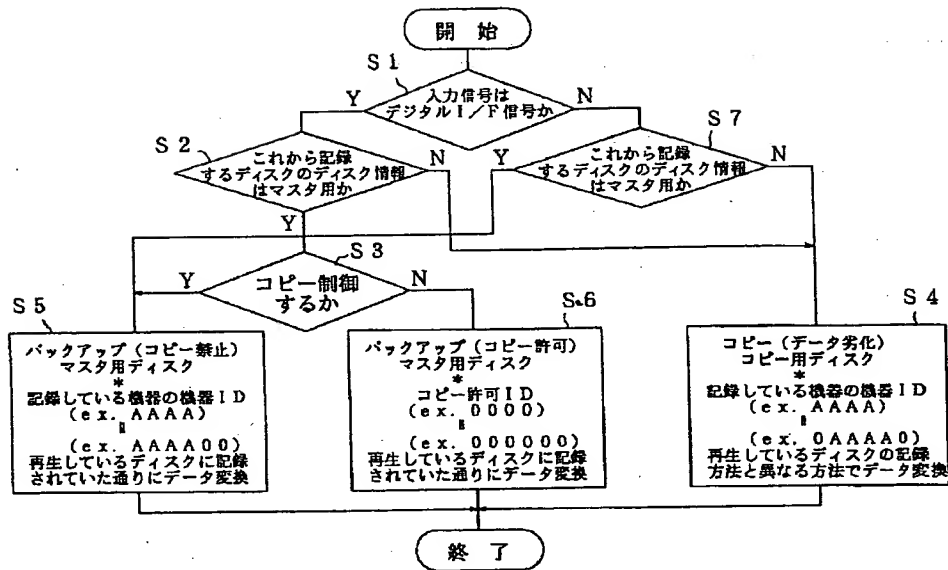 開 始
S1
入力信号は
デジタルI/F信号か
Y
N
S2
これから記録
するディスクのディスク情報
はマスタ用か
N
Y
S7
これから記録
するディスクのディスク情報
はマスタ用か
Y
N
S3
コピー制御
するか
Y
N
S5
バックアップ(コピー禁止)
マスタ用ディスク
*
記録している機器の機器ID
(ex. AAAA)
(ex. AAAA00)
再生しているディスクに記録
されていた通りにデータ変換
S6
バックアップ(コピー許可)
マスタ用ディスク
*
コピー許可ID
(ex. 0000)
(ex. 000000)
再生しているディスクに記録
されていた通りにデータ変換
S4
コピー(データ劣化)
コピー用ディスク
*
記録している機器の機器ID
(ex. AAAA)
(ex. 0AAAA0)
再生しているディスクの記録
方法と異なる方法でデータ変換
終 了